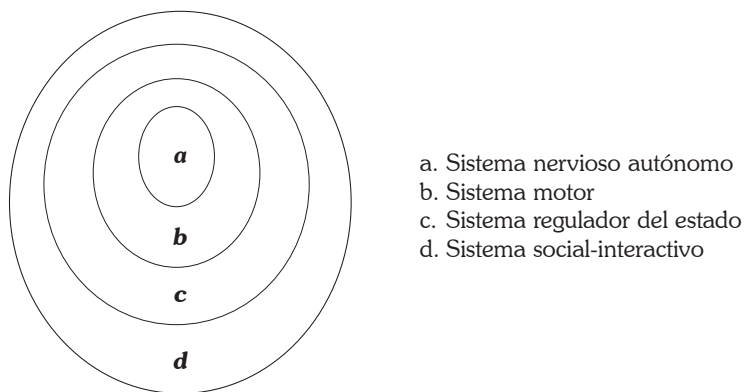 a
b
c
d
a. Sistema nervioso autónomo
b. Sistema motor
c. Sistema regulador del estado
d. Sistema social-interactivo